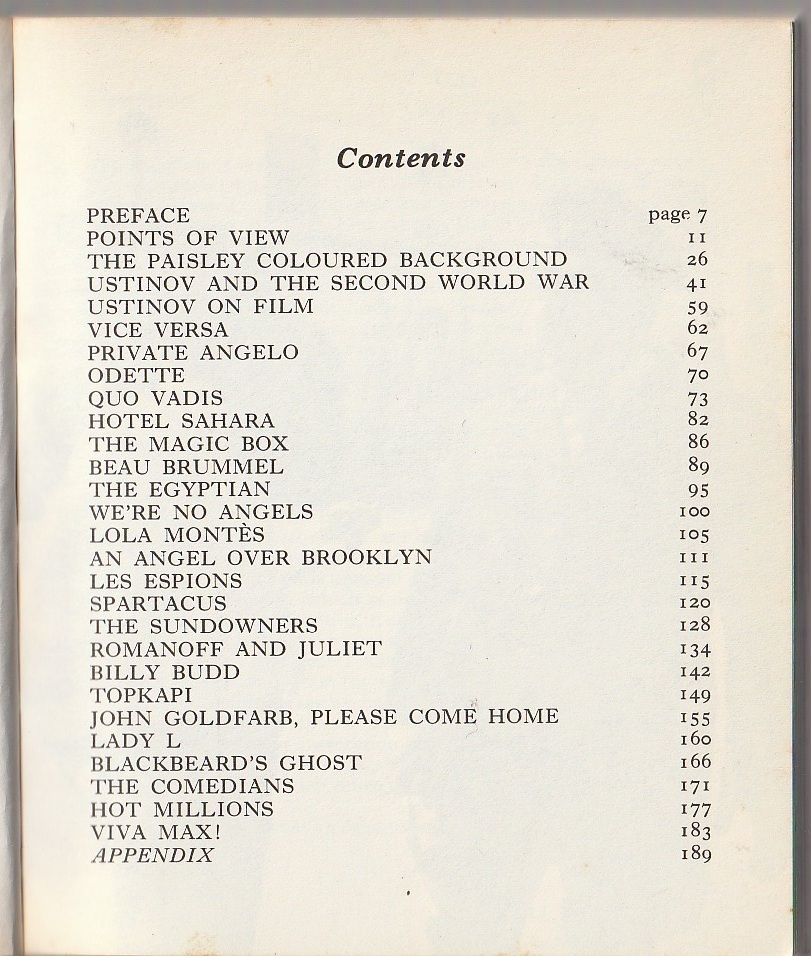 Contents
PREFACE page 7
POINTS OF VIEW 11
THE PAISLEY COLOURED BACKGROUND 26
USTINOV AND THE SECOND WORLD WAR 41
USTINOV ON FILM 59
VICE VERSA 62
PRIVATE ANGELO 67
ODETTE 70
QUO VADIS 73
HOTEL SAHARA 82
THE MAGIC BOX 86
BEAU BRUMMEL 89
THE EGYPTIAN 95
WE'RE NO ANGELS 100
LOLA MONTÈS 105
AN ANGEL OVER BROOKLYN 111
LES ESPIONS 115
SPARTACUS 120
THE SUNDOWNERS 128
ROMANOFF AND JULIET 134
BILLY BUDD 142
TOPKAPI 149
JOHN GOLDFARB, PLEASE COME HOME 155
LADY L 160
BLACKBEARD'S GHOST 166
THE COMEDIANS 171
HOT MILLIONS 177
VIVA MAX! 183
APPENDIX 189